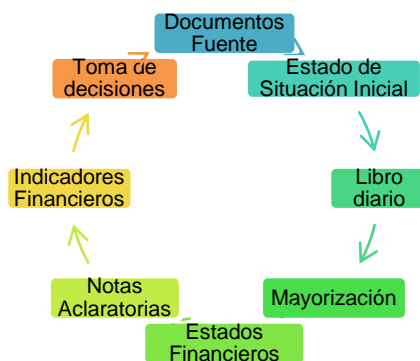 Documentos
Fuente
Estado de
Situación Inicial
Libro
diario
Mayorización
Estados
Financieros
Notas
Aclaratorias
Indicadores
Financieros
Toma de
decisiones